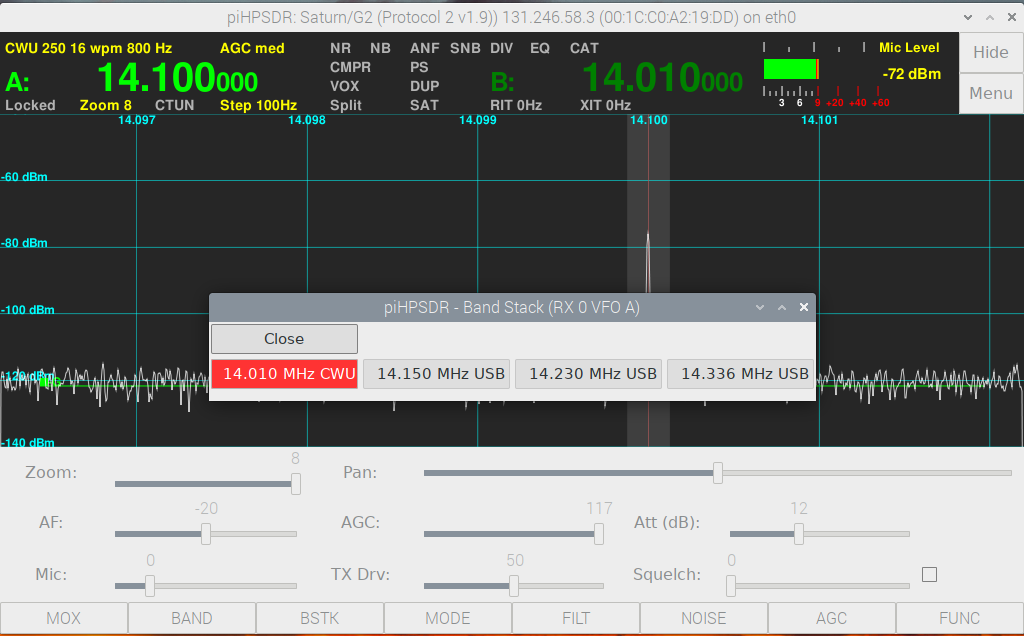 piHPSDR: Saturn/G2 (Protocol 2 v1.9)) 131.246.58.3 (00:1C:C0:A2:19:DD) on eth0
CWU 250 16 wpm 800 Hz AGC med NR NB ANF SNB DIV EQ CAT Mic Level Hide
CMPR PS
A: 14.100000 VOX DUP B: 14.010000 -72 dBm
Locked Zoom 8 CTUN Step 100Hz Split SAT RIT 0Hz XIT 0Hz 3 6 9 +20 +40 +60 Menu
14.097 14.098 14.099 14.100 14.101
-60 dBm
-80 dBm
-100 dBm
piHPSDR - Band Stack (RX 0 VFO A)
Close
-120 dBm 14.010 MHz CWU 14.150 MHz USB 14.230 MHz USB 14.336 MHz USB
-140 dBm
Zoom: 8 Pan:
AF: -20 AGC: 117 Att (dB): 12
Mic: 0 TX Drv: 50 Squelch: 0
MOX BAND BSTK MODE FILT NOISE AGC FUNC